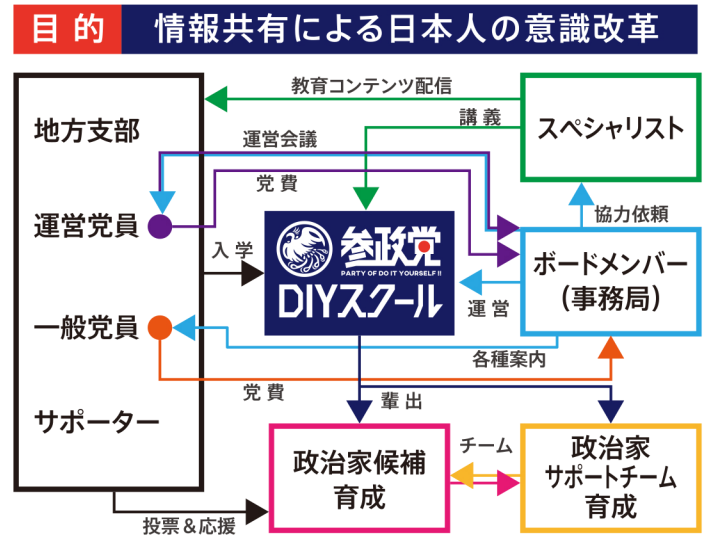 目的 情報共有による日本人の意識改革
教育コンテンツ配信
地方支部
講義
スペシャリスト
運営会議
党費
協力依頼
運営党員
入学
参政党
PARTY OF DO IT YOURSELF!!
DIYスクール
ボードメンバー
(事務局)
運営
一般党員
各種案内
党費
輩出
サポーター
政治家候補
育成
チーム
政治家
サポートチーム
育成
投票&応援